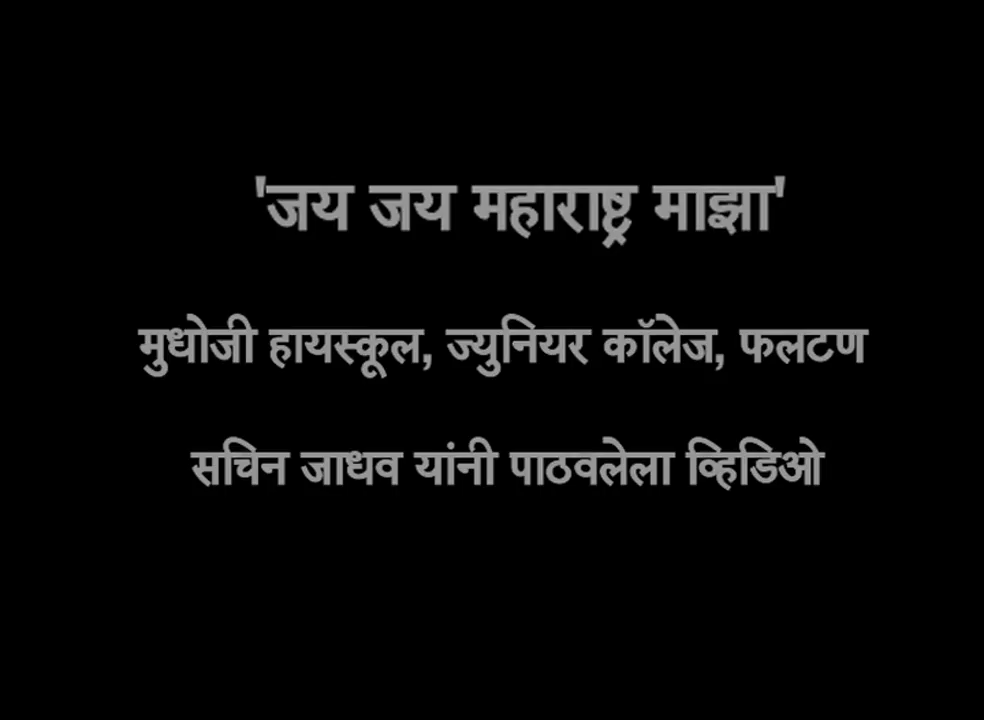 'जय जय महाराष्ट्र माझा'
मुधोजी हायस्कूल, ज्युनियर कॉलेज, फलटण
सचिन जाधव यांनी पाठवलेला व्हिडिओ